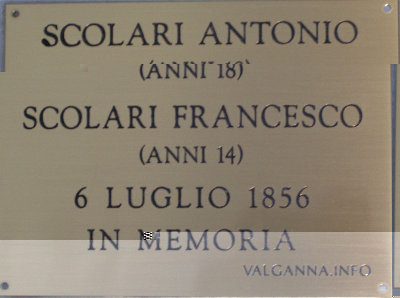 SCOLARI ANTONIO
(ANNI 18)
SCOLARI FRANCESCO
(ANNI 14)
6 LUGLIO 1856
IN MEMORIA
VALGANNA.INFO